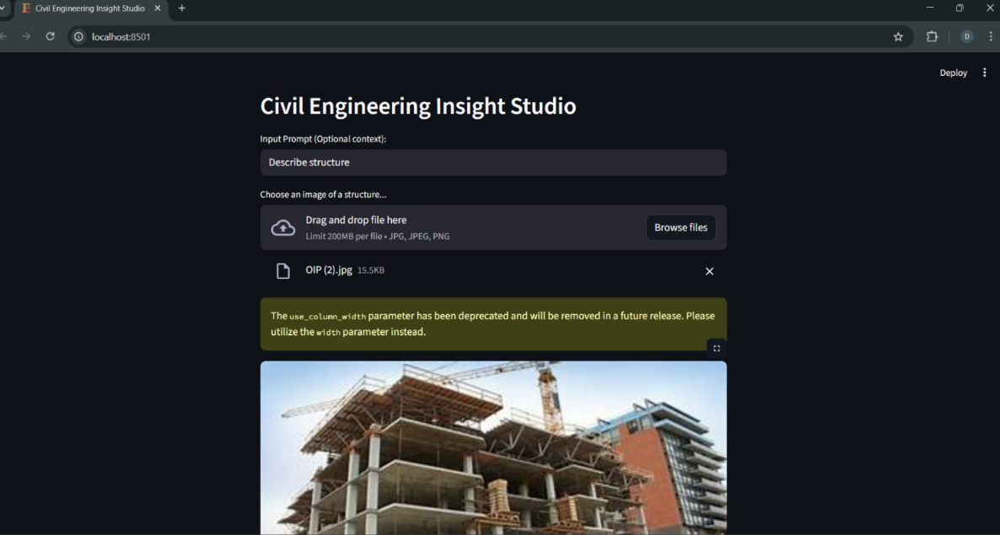 Civil Engineering Insight Studio
localhost:8501
D
Deploy
Civil Engineering Insight Studio
Input Prompt (Optional context):
Describe structure
Choose an image of a structure...
Drag and drop file here
Limit 200MB per file • JPG, JPEG, PNG
Browse files
OIP (2).jpg 15.5KB
The use_column_width parameter has been deprecated and will be removed in a future release. Please
utilize the width parameter instead.